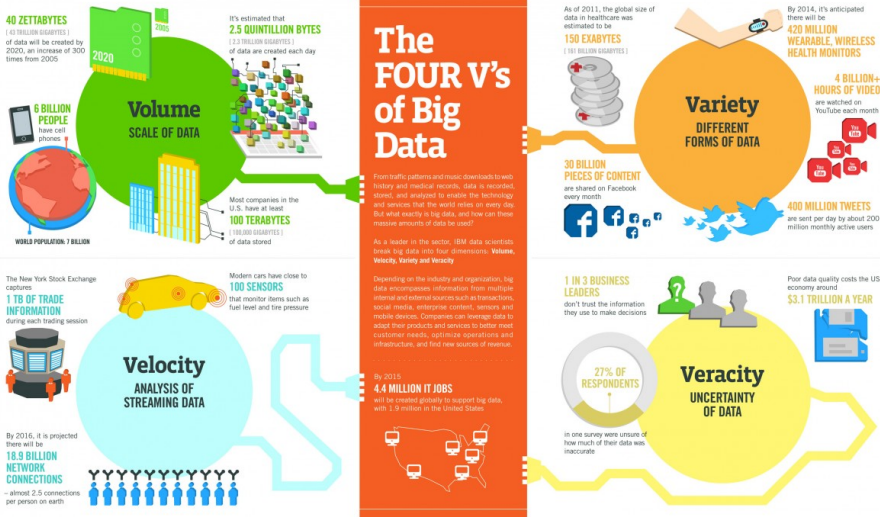 40 ZETTABYTES
[ 43 TRILLION GIGABYTES ]
of data will be created by
2020, an increase of 300
times from 2005
2005
2020
It's estimated that
2.5 QUINTILLION BYTES
[ 2.3 TRILLION GIGABYTES ]
of data are created each day
6 BILLION
PEOPLE
have cell
phones
WORLD POPULATION: 7 BILLION
Volume
SCALE OF DATA
Most companies in the
U.S. have at least
100 TERABYTES
[ 100,000 GIGABYTES ]
of data stored
The New York Stock Exchange
captures
1 TB OF TRADE
INFORMATION
during each trading session
Modern cars have close to
100 SENSORS
that monitor items such as
fuel level and tire pressure
Velocity
ANALYSIS OF
STREAMING DATA
By 2016, it is projected
there will be
18.9 BILLION
NETWORK
CONNECTIONS
– almost 2.5 connections
per person on earth
The
FOUR V's
of Big
Data
From traffic patterns and music downloads to web
history and medical records, data is recorded,
stored, and analyzed to enable the technology
and services that the world relies on every day.
But what exactly is big data, and how can these
massive amounts of data be used?
As a leader in the sector, IBM data scientists
break big data into four dimensions: Volume,
Velocity, Variety and Veracity
Depending on the industry and organization, big
data encompasses information from multiple
internal and external sources such as transactions,
social media, enterprise content, sensors and
mobile devices. Companies can leverage data to
adapt their products and services to better meet
customer needs, optimize operations and
infrastructure, and find new sources of revenue.
By 2015
4.4 MILLION IT JOBS
will be created globally to support big data,
with 1.9 million in the United States
As of 2011, the global size of
data in healthcare was
estimated to be
150 EXABYTES
[ 161 BILLION GIGABYTES ]
By 2014, it's anticipated
there will be
420 MILLION
WEARABLE, WIRELESS
HEALTH MONITORS
4 BILLION+
HOURS OF VIDEO
are watched on
YouTube each month
You
Tube
You
Tube
You
Tube
You
Tube
Variety
DIFFERENT
FORMS OF DATA
30 BILLION
PIECES OF CONTENT
are shared on Facebook
every month
400 MILLION TWEETS
are sent per day by about 200
million monthly active users
1 IN 3 BUSINESS
LEADERS
don't trust the information
they use to make decisions
?
Poor data quality costs the US
economy around
$3.1 TRILLION A YEAR
27% OF
RESPONDENTS
in one survey were unsure of
how much of their data was
inaccurate
Veracity
UNCERTAINTY
OF DATA